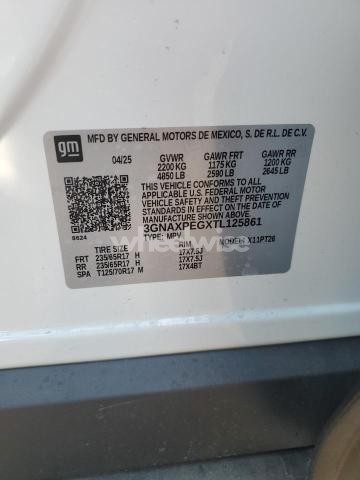 gm
MFD BY GENERAL MOTORS DE MEXICO, S. DE R.L. DE C.V.
04/25 GVWR GAWR FRT GAWR RR
2200 KG 1175 KG 1200 KG
4850 LB 2590 LB 2645 LB
THIS VEHICLE CONFORMS TO ALL APPLICABLE U.S. FEDERAL MOTOR
VEHICLE SAFETY AND THEFT PREVENTION
STANDARDS IN EFFECT ON THE DATE OF
MANUFACTURE SHOWN ABOVE.
3GNAXPEGXTL125861
TYPE: MPV MODEL: X11PT26
9624
TIRE SIZE RIM
FRT 235/65R17 H 17X7.5J
RR 235/65R17 H 17X7.5J
SPA T125/70R17 M 17X4BT
wheelwise